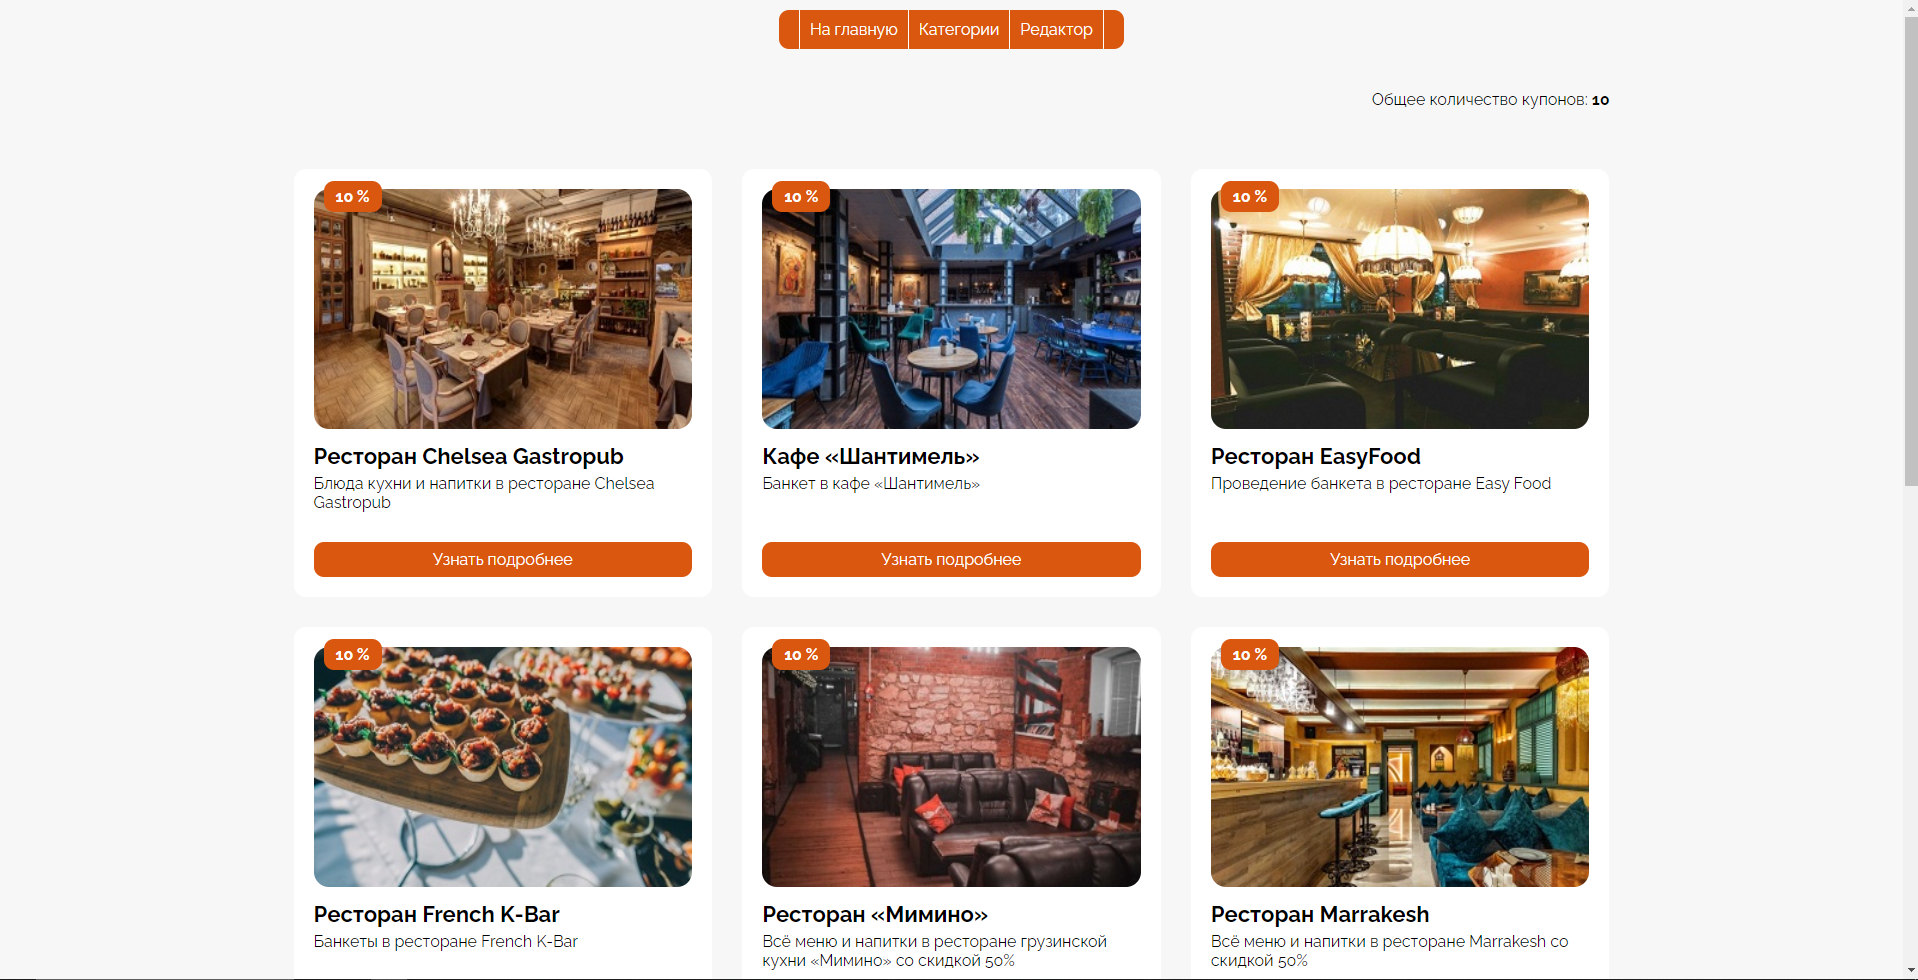 На главную
Категории
Редактор
Общее количество купонов: 10
10 %
Ресторан Chelsea Gastropub
Блюда кухни и напитки в ресторане Chelsea
Gastropub
Узнать подробнее
10 %
Кафе «Шантимель»
Банкет в кафе «Шантимель»
Узнать подробнее
10 %
Ресторан EasyFood
Проведение банкета в ресторане Easy Food
Узнать подробнее
10 %
Ресторан French K-Bar
Банкеты в ресторане French K-Bar
10 %
Ресторан «Мимино»
Всё меню и напитки в ресторане грузинской
кухни «Мимино» со скидкой 50%
10 %
Ресторан Marrakesh
Всё меню и напитки в ресторане Marrakesh со
скидкой 50%